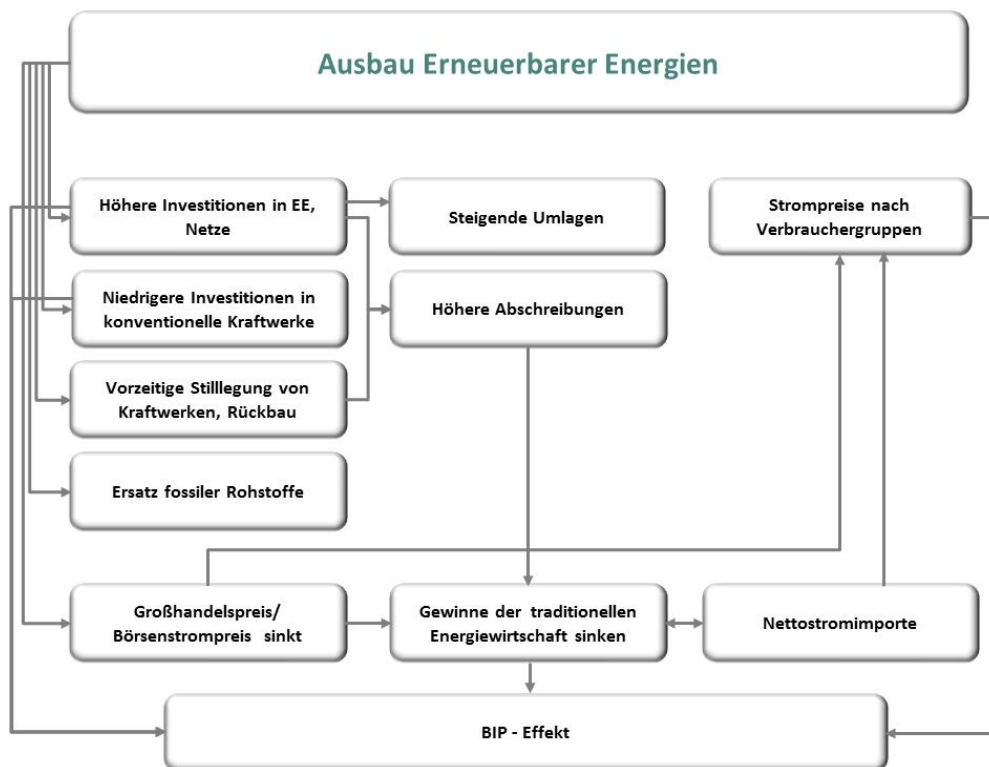 Ausbau Erneuerbarer Energien
Höhere Investitionen in EE,
Netze
Steigende Umlagen
Strompreise nach
Verbrauchergruppen
Niedrigere Investitionen in
konventionelle Kraftwerke
Höhere Abschreibungen
Vorzeitige Stilllegung von
Kraftwerken, Rückbau
Ersatz fossiler Rohstoffe
Großhandelspreis/
Börsenstrompreis sinkt
Gewinne der traditionellen
Energiewirtschaft sinken
Nettostromimporte
BIP - Effekt